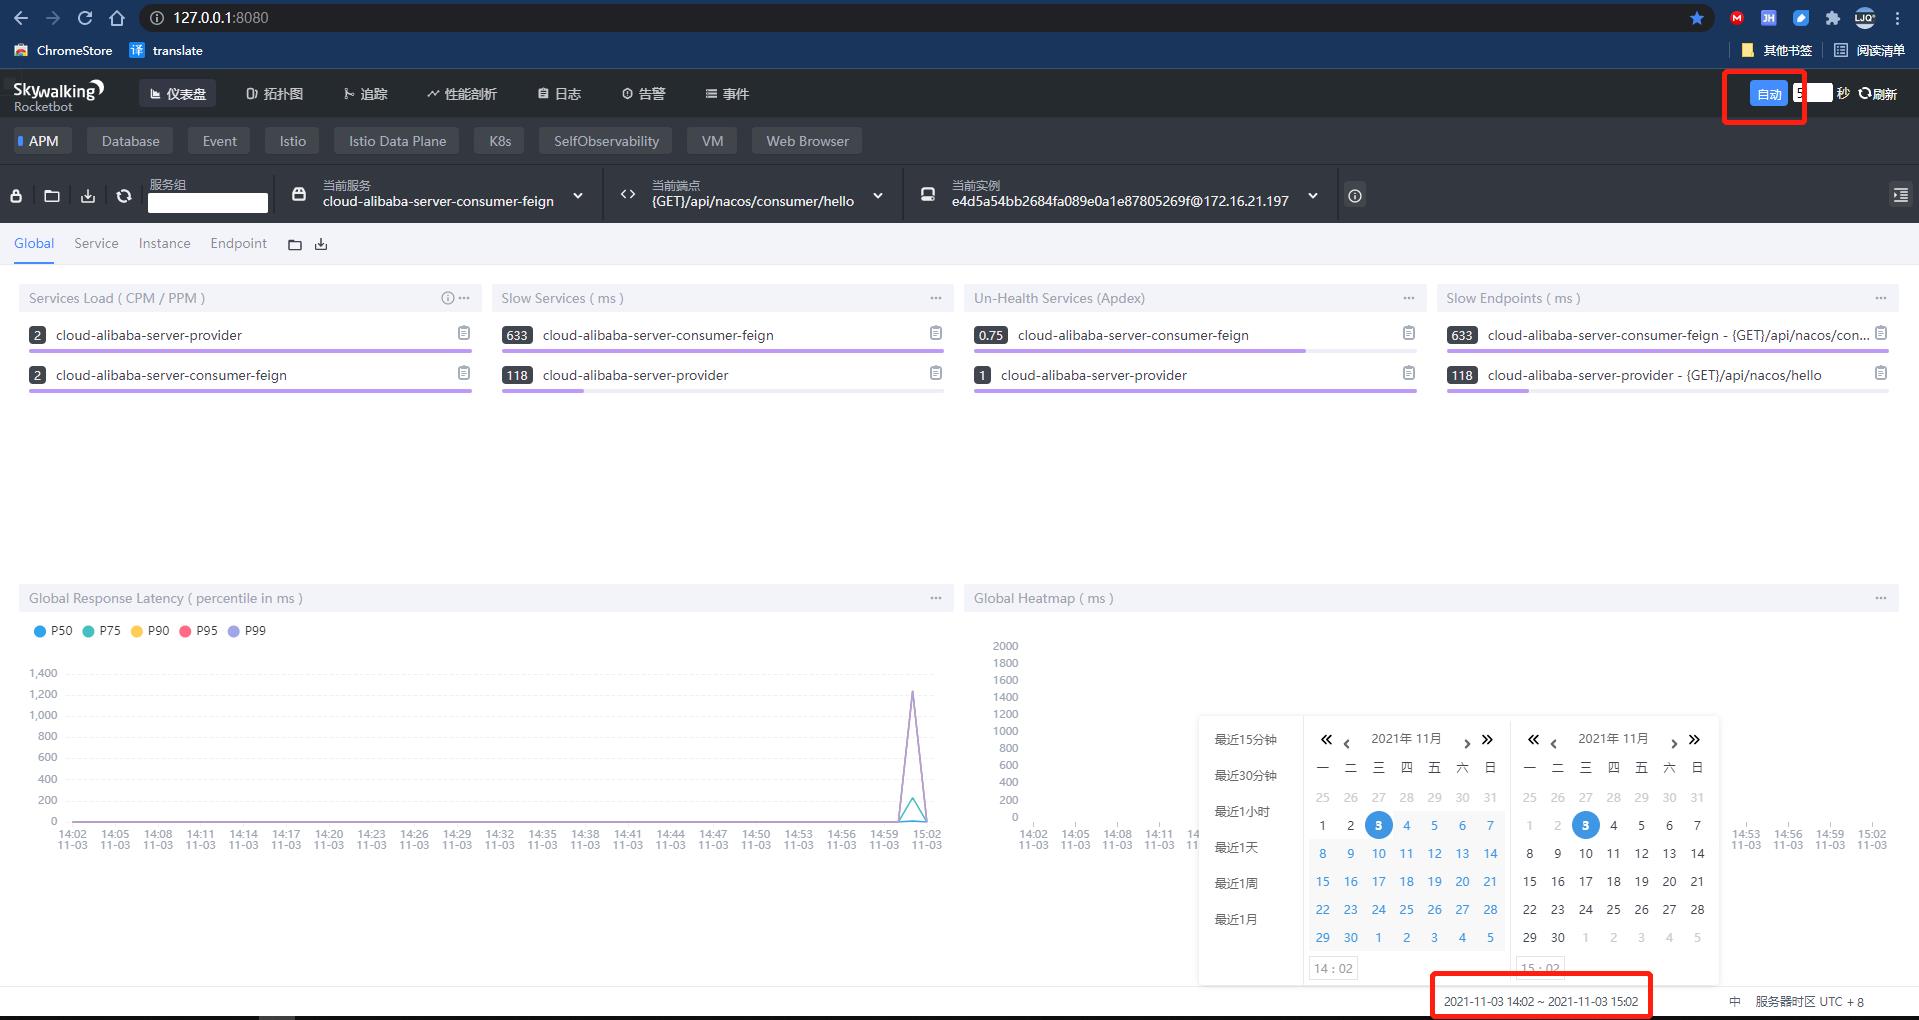 127.0.0.1:8080
ChromeStore translate 其他书签 阅读清单
Skywalking
Rocketbot
仪表盘 拓扑图 追踪 性能剖析 日志 告警 事件 自动 秒 刷新
APM Database Event Istio Istio Data Plane K8s SelfObservability VM Web Browser
服务组 当前服务 当前端点 当前实例
cloud-alibaba-server-consumer-feign {GET}/api/nacos/consumer/hello e4d5a54bb2684fa089e0a1e87805269f@172.16.21.197
Global Service Instance Endpoint
Services Load ( CPM / PPM )
2 cloud-alibaba-server-provider
2 cloud-alibaba-server-consumer-feign
Slow Services ( ms )
633 cloud-alibaba-server-consumer-feign
118 cloud-alibaba-server-provider
Un-Health Services (Apdex)
0.75 cloud-alibaba-server-consumer-feign
1 cloud-alibaba-server-provider
Slow Endpoints ( ms )
633 cloud-alibaba-server-consumer-feign - {GET}/api/nacos/con...
118 cloud-alibaba-server-provider - {GET}/api/nacos/hello
Global Response Latency ( percentile in ms )
P50 P75 P90 P95 P99
1,400
1,200
1,000
800
600
400
200
0
14:02 14:05 14:08 14:11 14:14 14:17 14:20 14:23 14:26 14:29 14:32 14:35 14:38 14:41 14:44 14:47 14:50 14:53 14:56 14:59 15:02
11-03 11-03 11-03 11-03 11-03 11-03 11-03 11-03 11-03 11-03 11-03 11-03 11-03 11-03 11-03 11-03 11-03 11-03 11-03 11-03 11-03
Global Heatmap ( ms )
2000
1800
1600
1400
1200
1000
800
600
400
200
0
14:02 14:05 14:08 14:11 14 14:53 14:56 14:59 15:02
11-03 11-03 11-03 11-03 11 11-03 11-03 11-03 11-03
最近15分钟
最近30分钟
最近1小时
最近1天
最近1周
最近1月
2021年 11月
一 二 三 四 五 六 日
25 26 27 28 29 30 31
1 2 3 4 5 6 7
8 9 10 11 12 13 14
15 16 17 18 19 20 21
22 23 24 25 26 27 28
29 30 1 2 3 4 5
14 : 02
2021年 11月
一 二 三 四 五 六 日
25 26 27 28 29 30 31
1 2 3 4 5 6 7
8 9 10 11 12 13 14
15 16 17 18 19 20 21
22 23 24 25 26 27 28
29 30 1 2 3 4 5
15 : 02
2021-11-03 14:02 ~ 2021-11-03 15:02
中 服务器时区 UTC + 8